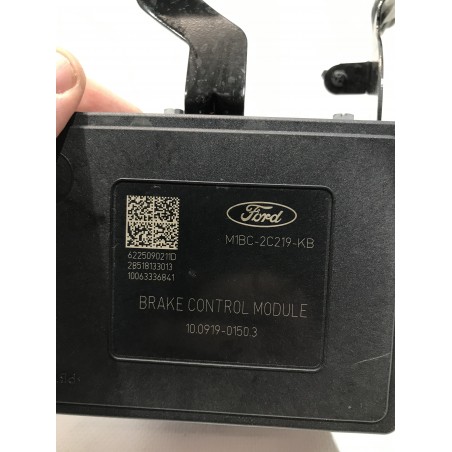 Ford
M1BC-2C219-KB
6225090211D
28518133013
10063336841
BRAKE CONTROL MODULE
10.0919-0150.3